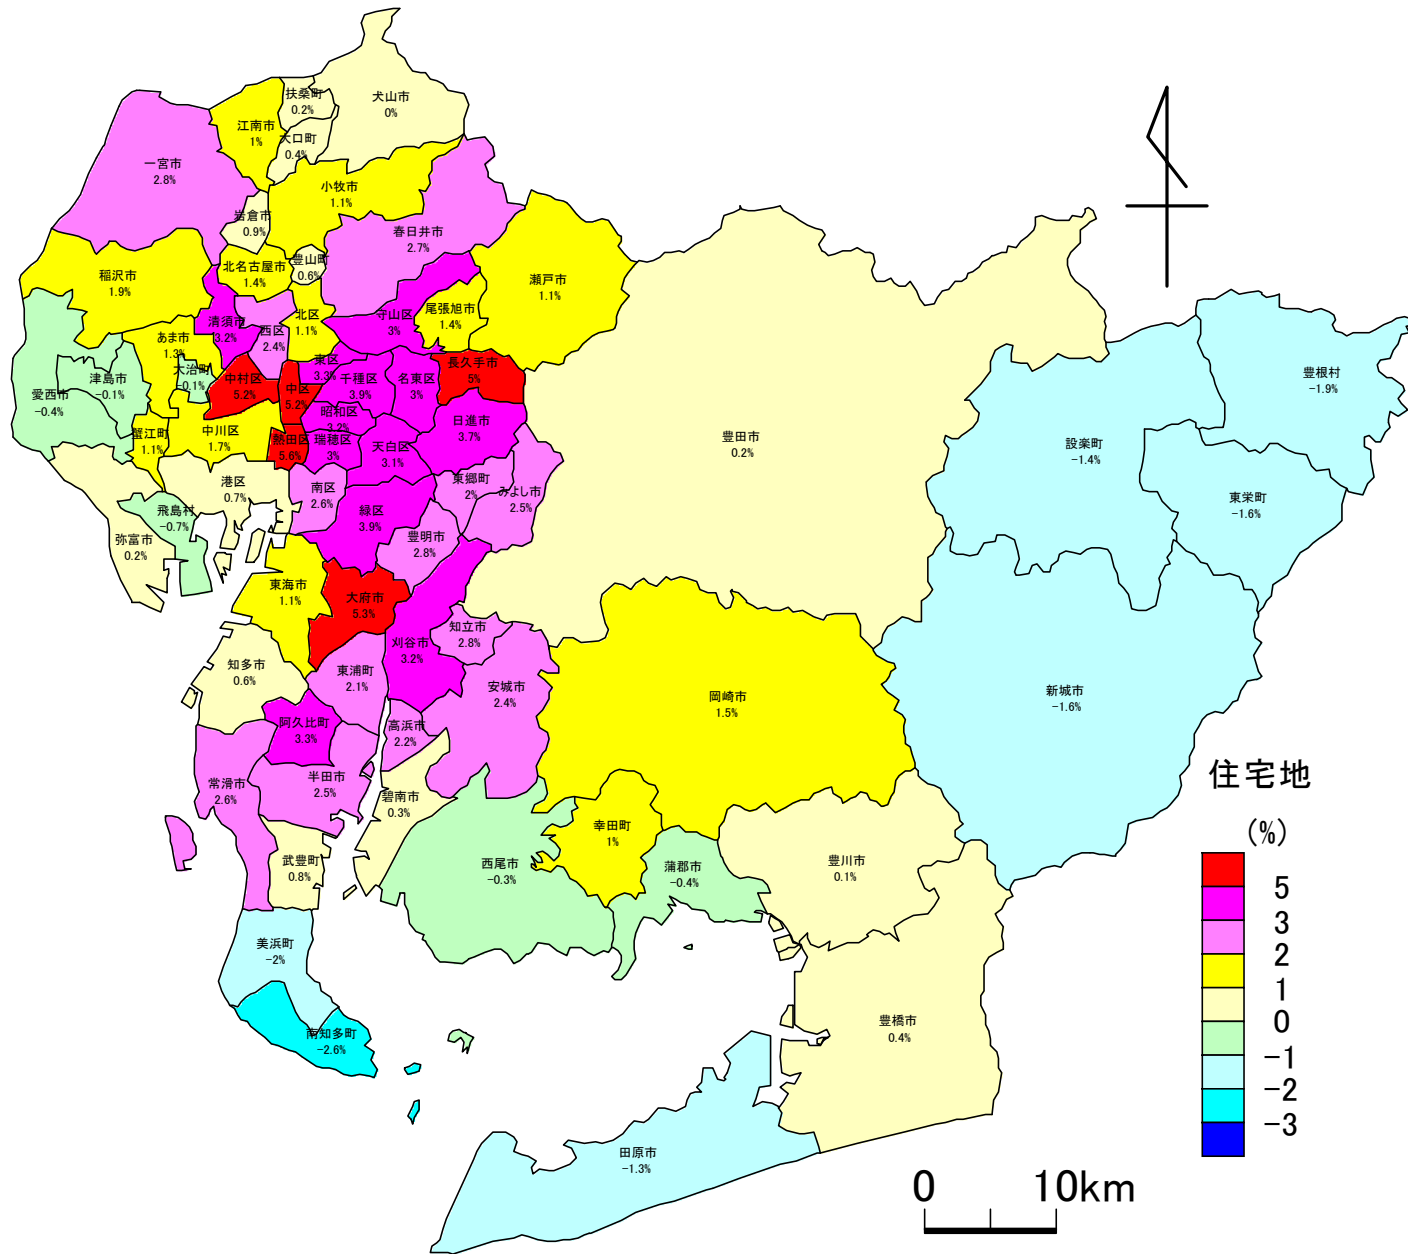 扶桑町
0.2%
犬山市
0%
江南市
1%
大口町
0.4%
一宮市
2.8%
小牧市
1.1%
岩倉市
0.9%
春日井市
2.7%
豊山町
0.6%
北名古屋市
1.4%
稲沢市
1.9%
瀬戸市
1.1%
尾張旭市
1.4%
守山区
3%
北区
1.1%
清須市
3.2%
西区
2.4%
あま市
1.3%
大治町
-0.1%
津島市
-0.1%
愛西市
-0.4%
中村区
5.2%
中区
5.2%
東区
3.3%
千種区
3.9%
名東区
3%
長久手市
5%
昭和区
3.2%
日進市
3.7%
蟹江町
1.1%
中川区
1.7%
熱田区
5.6%
瑞穂区
3%
天白区
3.1%
豊田市
0.2%
設楽町
-1.4%
豊根村
-1.9%
東栄町
-1.6%
港区
0.7%
南区
2.6%
東郷町
2%
みよし市
2.5%
飛島村
-0.7%
緑区
3.9%
弥富市
0.2%
豊明市
2.8%
東海市
1.1%
大府市
5.3%
刈谷市
3.2%
知立市
2.8%
知多市
0.6%
東浦町
2.1%
安城市
2.4%
岡崎市
1.5%
新城市
-1.6%
阿久比町
3.3%
高浜市
2.2%
常滑市
2.6%
半田市
2.5%
碧南市
0.3%
武豊町
0.8%
西尾市
-0.3%
幸田町
1%
蒲郡市
-0.4%
豊川市
0.1%
美浜町
-2%
南知多町
-2.6%
豊橋市
0.4%
田原市
-1.3%
住宅地
(%)
5
3
2
1
0
-1
-2
-3
0 10km